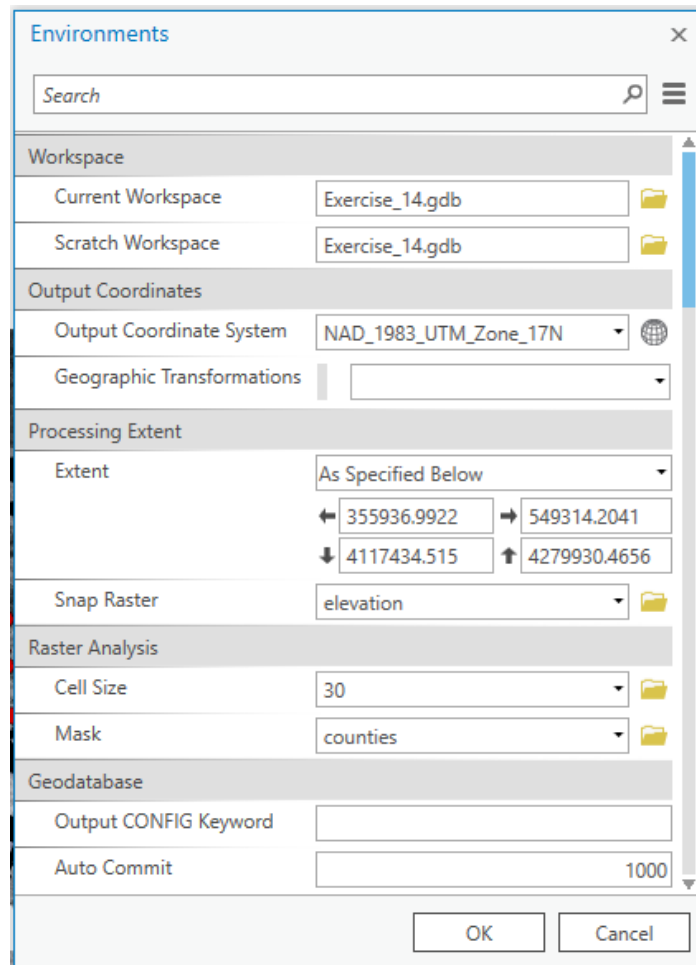 Environments
Search
Workspace
Current Workspace Exercise_14.gdb
Scratch Workspace Exercise_14.gdb
Output Coordinates
Output Coordinate System NAD_1983_UTM_Zone_17N
Geographic Transformations
Processing Extent
Extent As Specified Below
355936.9922 549314.2041
4117434.515 4279930.4656
Snap Raster elevation
Raster Analysis
Cell Size 30
Mask counties
Geodatabase
Output CONFIG Keyword
Auto Commit 1000
OK Cancel